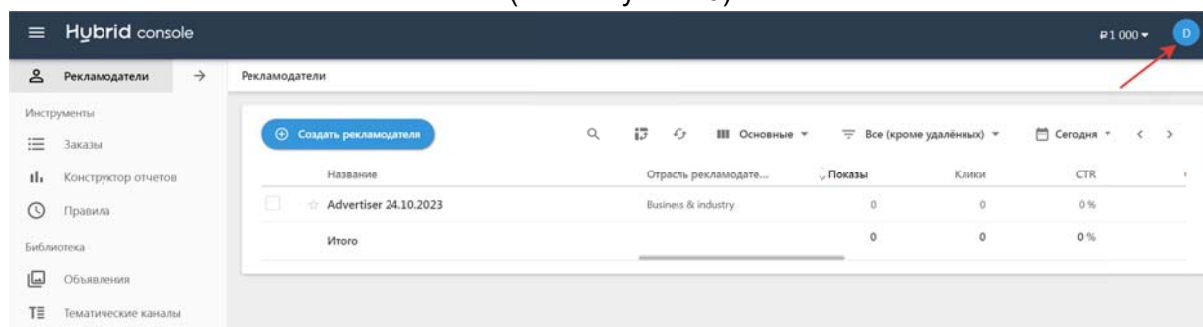 Hybrid console
₽1 000
D
Рекламодатели
Рекламодатели
Инструменты
Заказы
Конструктор отчетов
Правила
Библиотека
Объявления
Тематические каналы
Создать рекламодателя
Основные
Все (кроме удалённых)
Сегодня
Название Отрасль рекламодате... Показы Клики CTR
Advertiser 24.10.2023 Business & industry 0 0 0 %
Итого 0 0 0 %